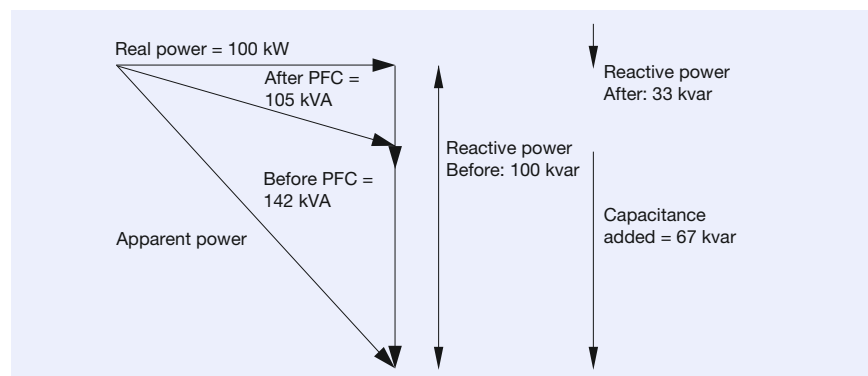 Real power = 100 kW
After PFC =
105 kVA
Reactive power
After: 33 kvar
Reactive power
Before: 100 kvar
Before PFC =
142 kVA
Capacitance
added = 67 kvar
Apparent power